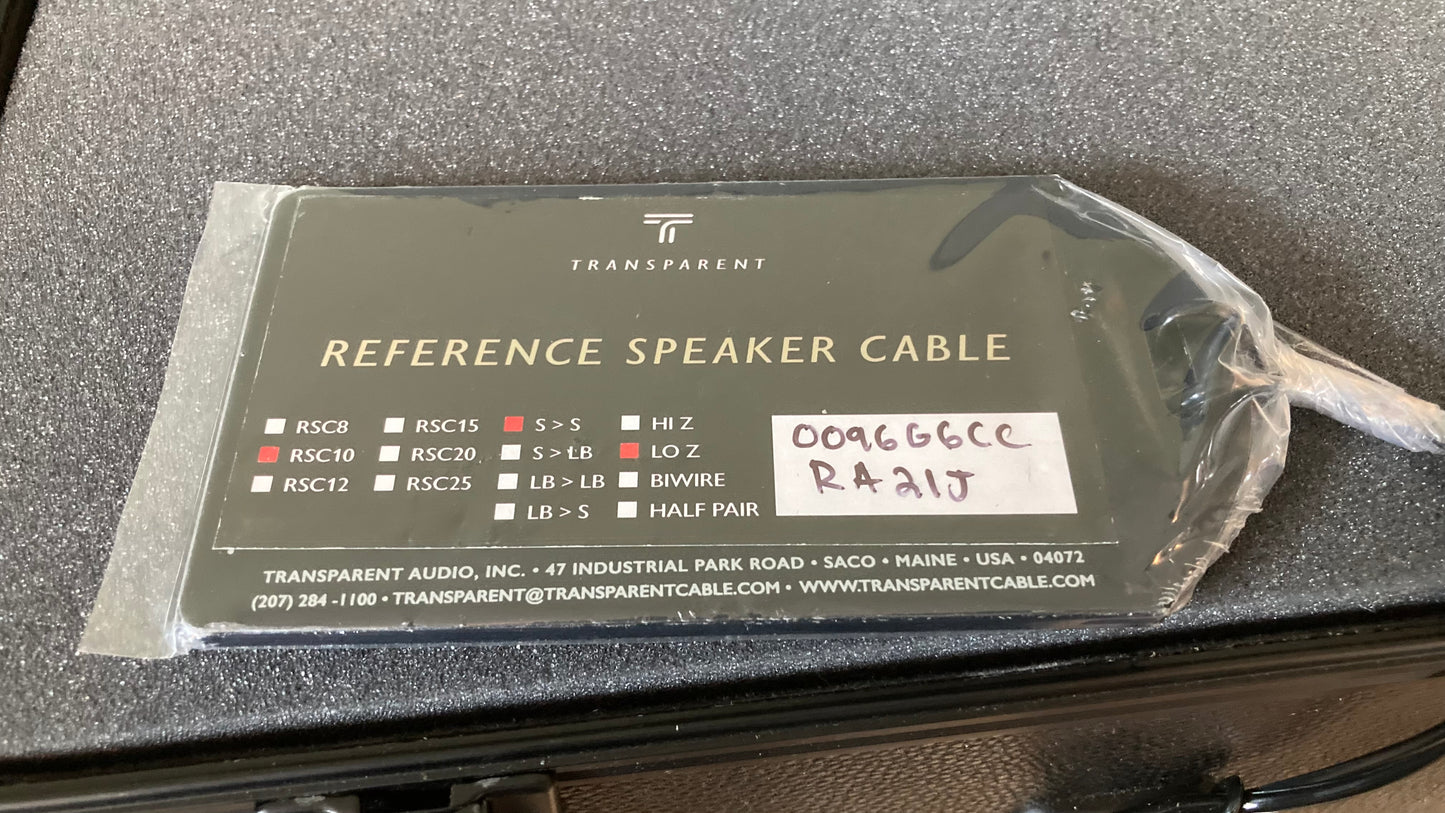 TRANSPARENT
REFERENCE SPEAKER CABLE
RSC8 RSC15 S > S HI Z
RSC10 RSC20 S > LB LO Z
RSC12 RSC25 LB > LB BIWIRE
LB > S HALF PAIR
0096G6CC
RA21J
TRANSPARENT AUDIO, INC. • 47 INDUSTRIAL PARK ROAD • SACO • MAINE • USA • 04072
(207) 284 -1100 • TRANSPARENT@TRANSPARENTCABLE.COM • WWW.TRANSPARENTCABLE.COM